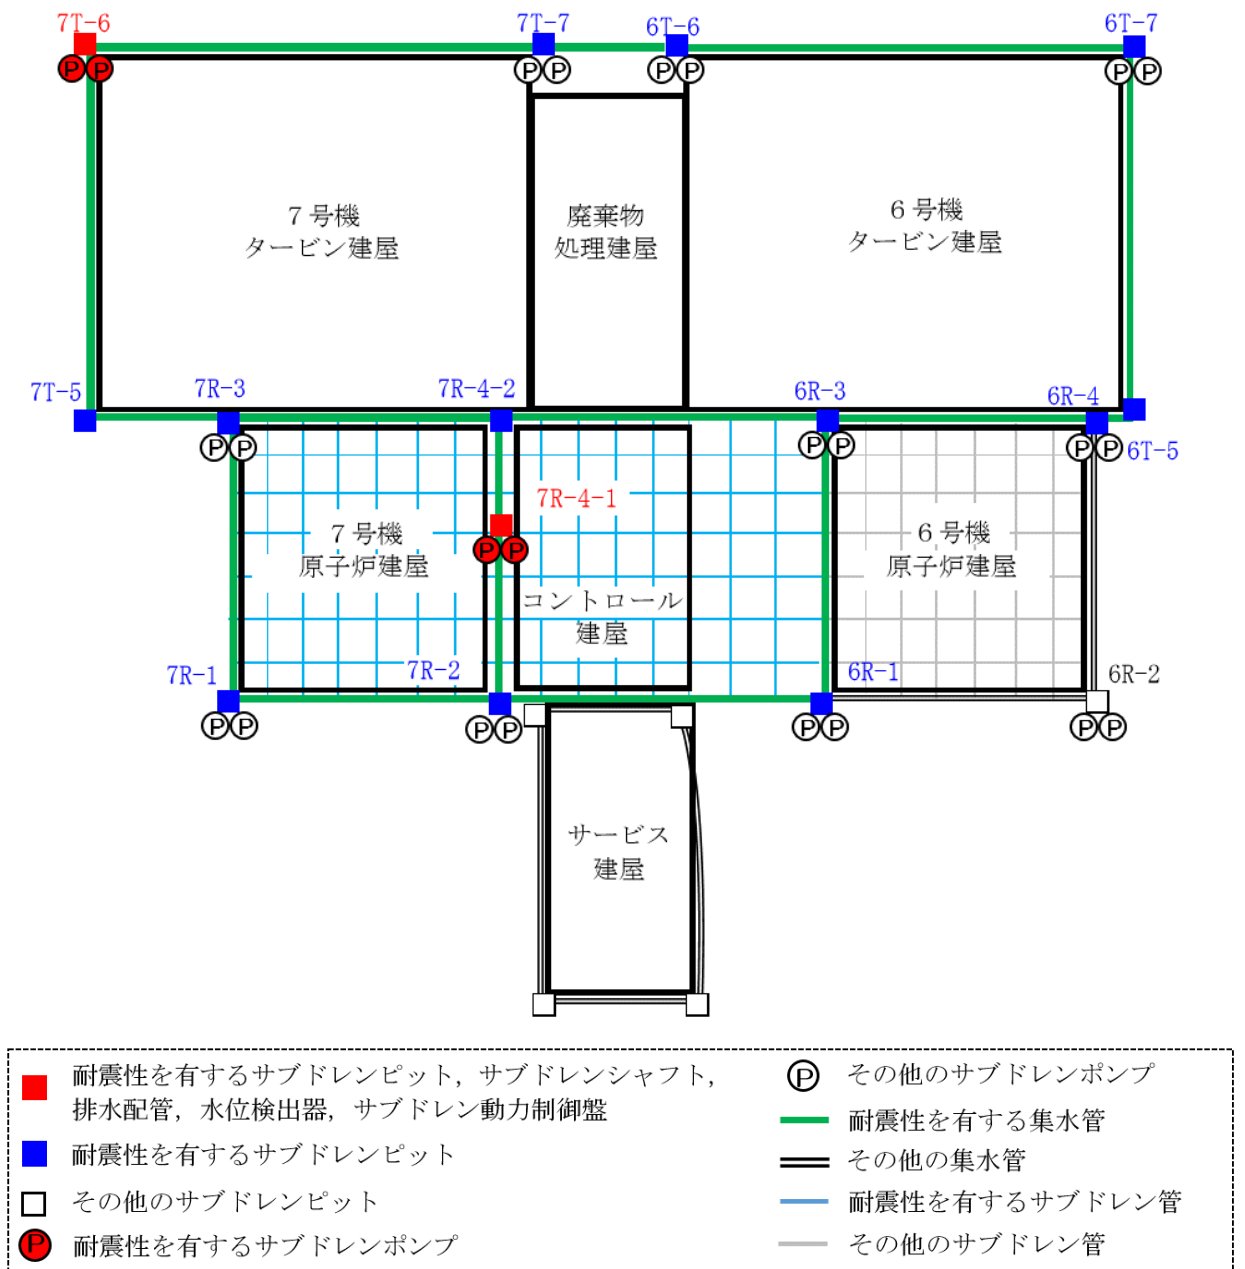 7T-6
7T-7
6T-6
6T-7
P P
P P
P P
P P
7号機
タービン建屋
廃棄物
処理建屋
6号機
タービン建屋
7T-5
7R-3
7R-4-2
6R-3
6R-4
6T-5
P P
P P
P P
7R-4-1
P P
7号機
原子炉建屋
コントロール
建屋
6号機
原子炉建屋
7R-1
7R-2
6R-1
6R-2
P P
P P
P P
P P
サービス
建屋
耐震性を有するサブドレンピット，サブドレンシャフト，
排水配管，水位検出器，サブドレン動力制御盤
耐震性を有するサブドレンピット
その他のサブドレンピット
P 耐震性を有するサブドレンポンプ
P その他のサブドレンポンプ
耐震性を有する集水管
その他の集水管
耐震性を有するサブドレン管
その他のサブドレン管